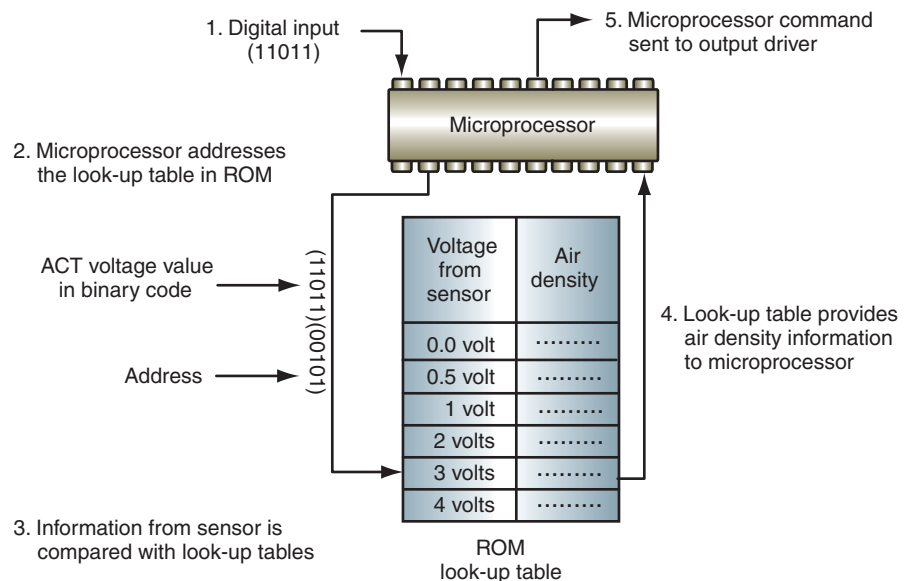 1. Digital input
(11011)
5. Microprocessor command
sent to output driver
Microprocessor
2. Microprocessor addresses
the look-up table in ROM
ACT voltage value
in binary code
Address
(11011)(00101)
Voltage
from
sensor
Air
density
0.0 volt .........
0.5 volt .........
1 volt .........
2 volts .........
3 volts .........
4 volts .........
4. Look-up table provides
air density information
to microprocessor
3. Information from sensor is
compared with look-up tables
ROM
look-up table